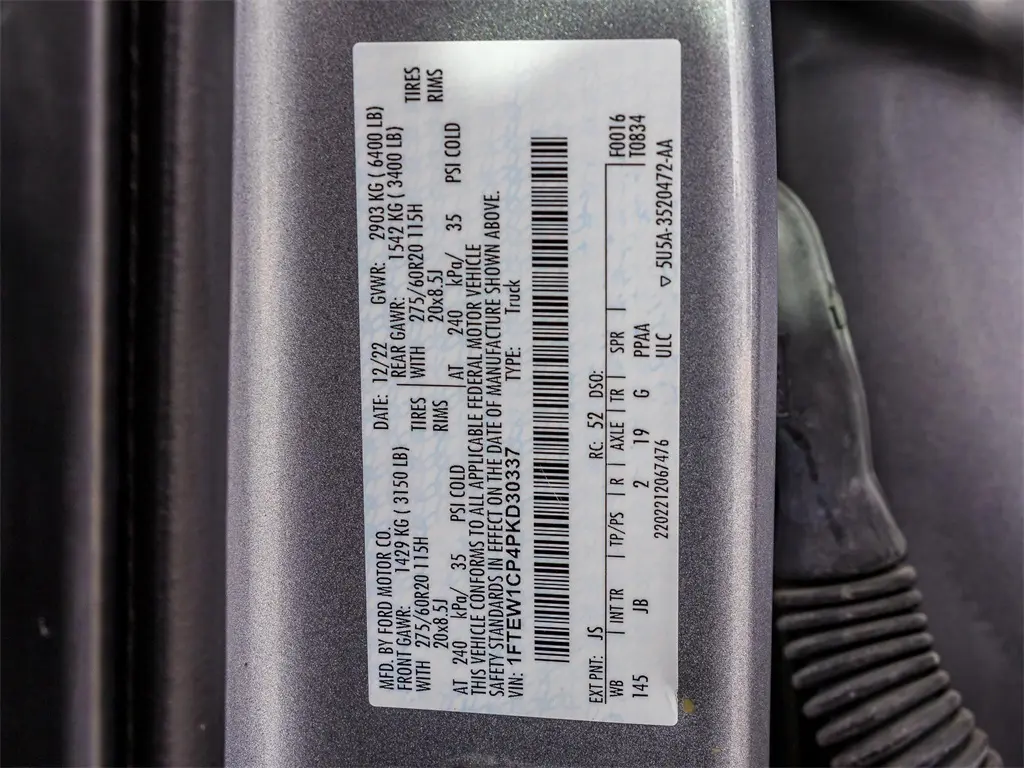 MFD. BY FORD MOTOR CO. DATE: 12/22 GVWR: 2903 KG ( 6400 LB)
FRONT GAWR: 1429 KG ( 3150 LB) REAR GAWR: 1542 KG ( 3400 LB)
WITH 275/60R20 115H TIRES WITH 275/60R20 115H TIRES
20x8.5J RIMS 20x8.5J RIMS
AT 240 kPa/ 35 PSI COLD AT 240 kPa/ 35 PSI COLD
THIS VEHICLE CONFORMS TO ALL APPLICABLE FEDERAL MOTOR VEHICLE
SAFETY STANDARDS IN EFFECT ON THE DATE OF MANUFACTURE SHOWN ABOVE.
VIN: 1FTEW1CP4PKD30337 TYPE: Truck
EXT PNT: JS RC: 52 DSO:
WB INT TR TP/PS R AXLE TR SPR F0016
145 JB 2 19 G PPAA T0834
2202212067476 ULC ▽ 5U5A-3520472-AA